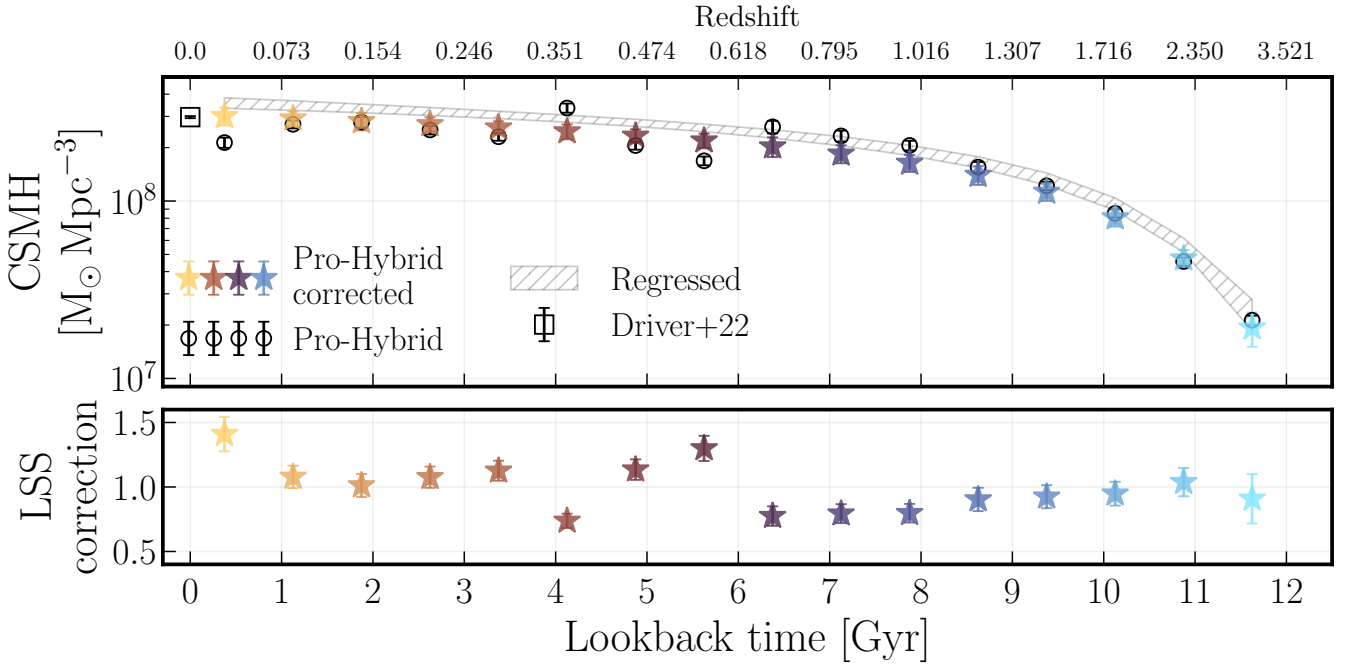 Redshift
0.0 0.073 0.154 0.246 0.351 0.474 0.618 0.795 1.016 1.307 1.716 2.350 3.521
CSMH
[M⊙ Mpc⁻³]
10⁸
10⁷
Pro-Hybrid
corrected
Pro-Hybrid
Regressed
Driver+22
LSS
correction
1.5
1.0
0.5
0 1 2 3 4 5 6 7 8 9 10 11 12
Lookback time [Gyr]